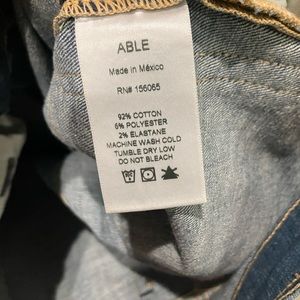 ABLE
Made in México
RN# 156065
92% COTTON
6% POLYESTER
2% ELASTANE
MACHINE WASH COLD
TUMBLE DRY LOW
DO NOT BLEACH